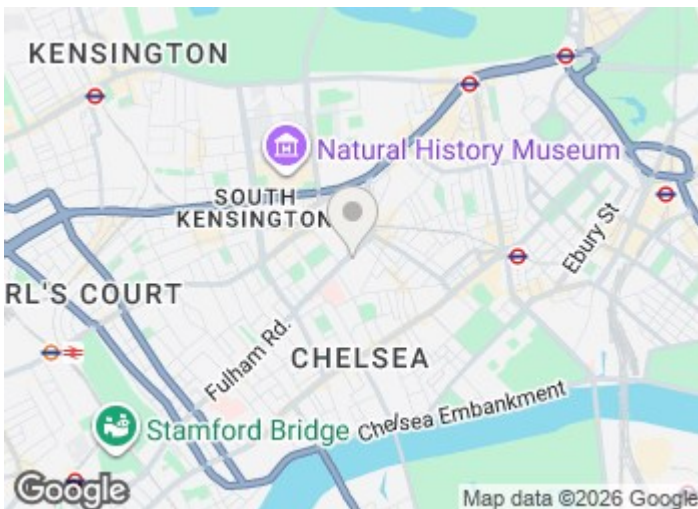 KENSINGTON
Natural History Museum
SOUTH
KENSINGTON
Ebury St
RL'S COURT
Fulham Rd.
CHELSEA
Chelsea Embankment
Stamford Bridge
Google
Map data ©2026 Google